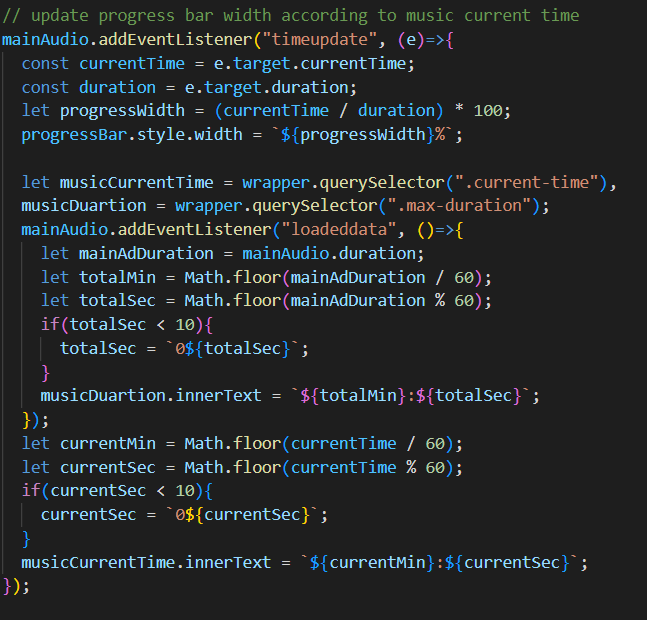 // update progress bar width according to music current time
mainAudio.addEventListener("timeupdate", (e)=>{
  const currentTime = e.target.currentTime;
  const duration = e.target.duration;
  let progressWidth = (currentTime / duration) * 100;
  progressBar.style.width = `${progressWidth}%`;

  let musicCurrentTime = wrapper.querySelector(".current-time"),
  musicDuartion = wrapper.querySelector(".max-duration");
  mainAudio.addEventListener("loadeddata", ()=>{
    let mainAdDuration = mainAudio.duration;
    let totalMin = Math.floor(mainAdDuration / 60);
    let totalSec = Math.floor(mainAdDuration % 60);
    if(totalSec < 10){
      totalSec = `0${totalSec}`;
    }
    musicDuartion.innerText = `${totalMin}:${totalSec}`;
  });
  let currentMin = Math.floor(currentTime / 60);
  let currentSec = Math.floor(currentTime % 60);
  if(currentSec < 10){
    currentSec = `0${currentSec}`;
  }
  musicCurrentTime.innerText = `${currentMin}:${currentSec}`;
});